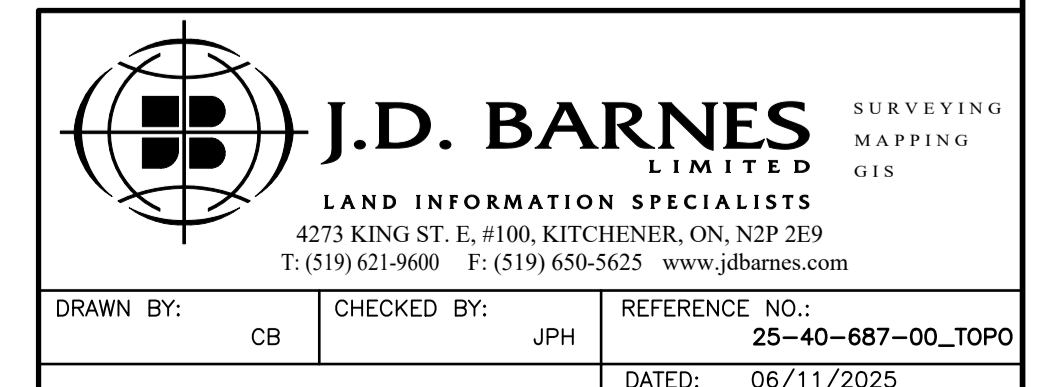 J.D. BARNES
LIMITED
SURVEYING
MAPPING
GIS
LAND INFORMATION SPECIALISTS
4273 KING ST. E, #100, KITCHENER, ON, N2P 2E9
T: (519) 621-9600 F: (519) 650-5625 www.jdbarnes.com
DRAWN BY:
CB
CHECKED BY:
JPH
REFERENCE NO.:
25-40-687-00_TOPO
DATED: 06/11/2025